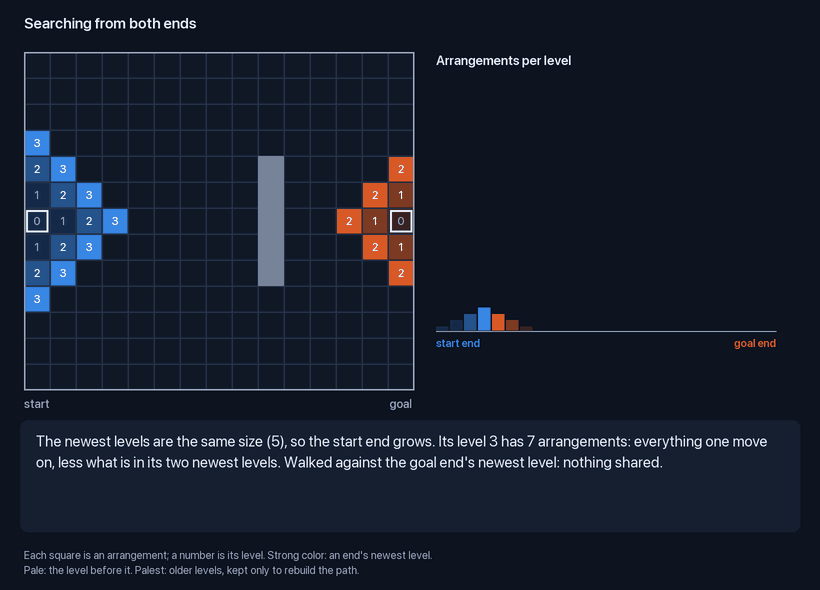 Searching from both ends
Arrangements per level
3
2 3
1 2 3
0 1 2 3
1 2 3
2 3
3
2
2 1
2 1 0
2 1
2
start end
goal end
start
goal
The newest levels are the same size (5), so the start end grows. Its level 3 has 7 arrangements: everything one move
on, less what is in its two newest levels. Walked against the goal end's newest level: nothing shared.
Each square is an arrangement; a number is its level. Strong color: an end's newest level.
Pale: the level before it. Palest: older levels, kept only to rebuild the path.